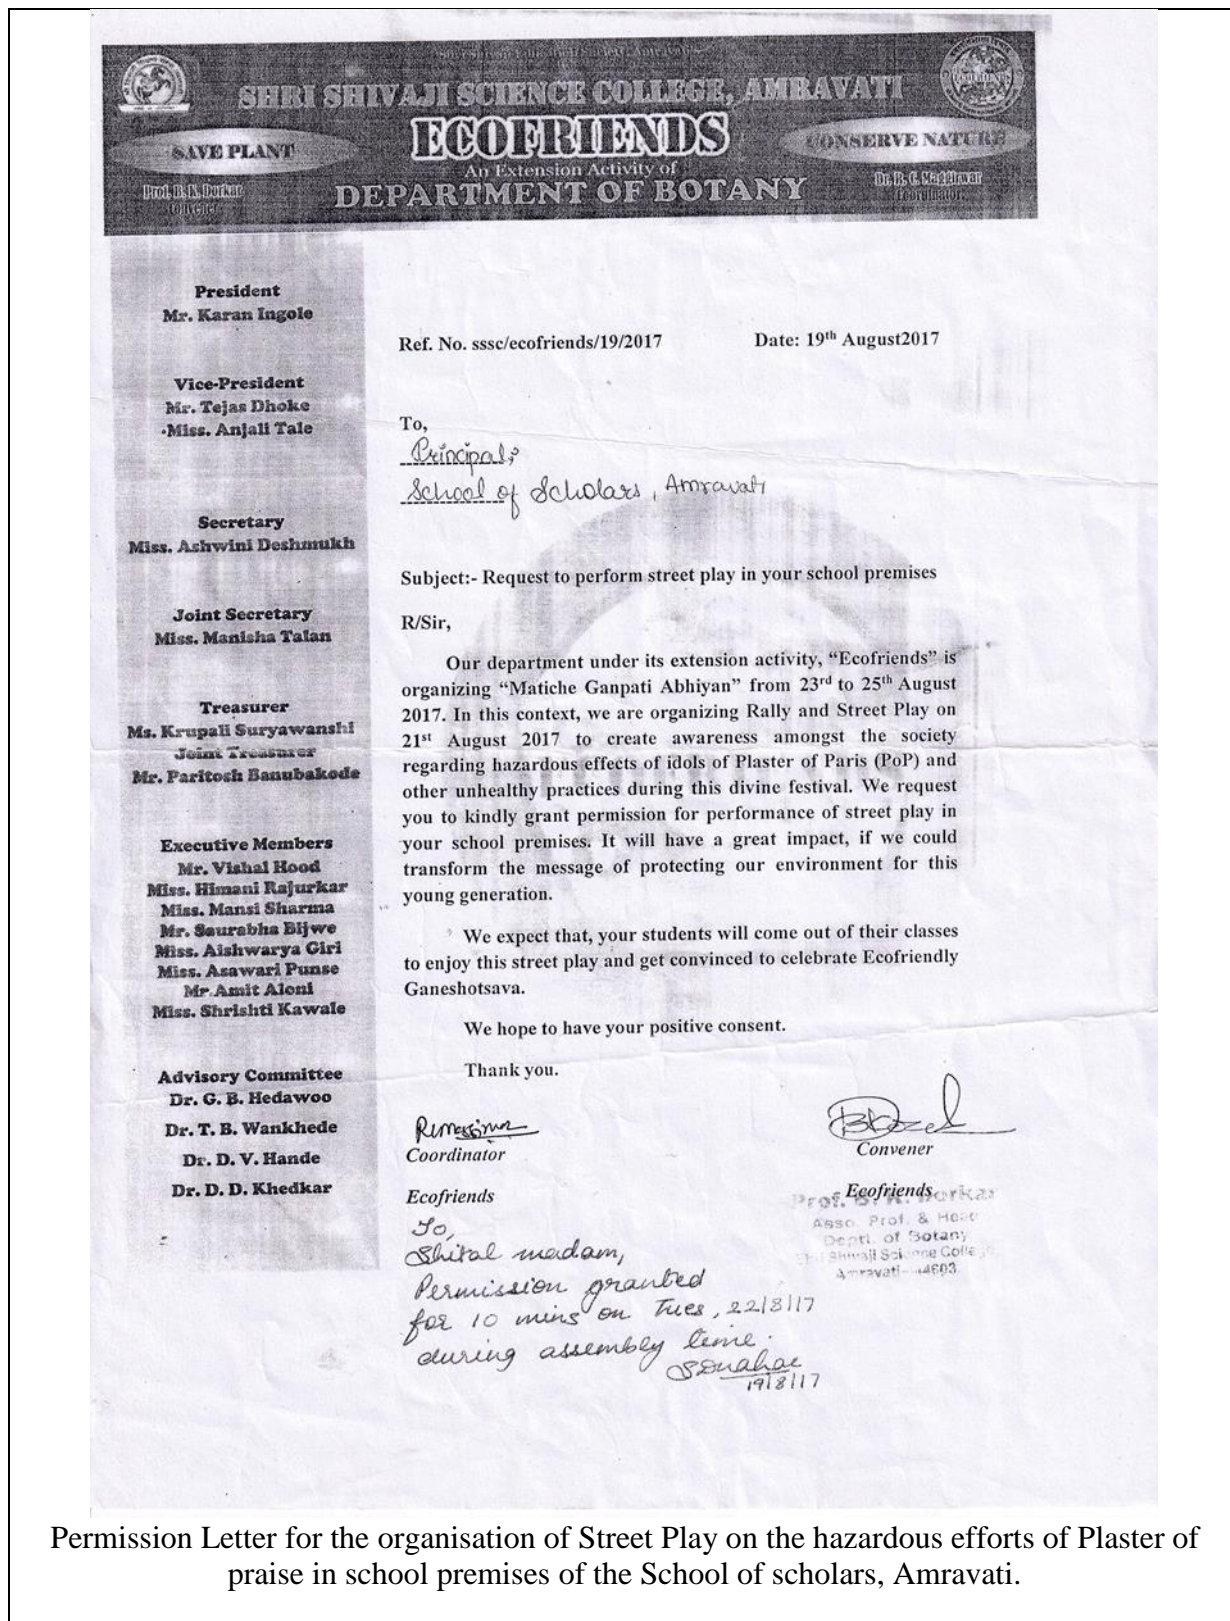 SHRI SHIVAJI SCIENCE COLLEGE, AMRAVATI
ECOFRIENDS
An Extension Activity of
DEPARTMENT OF BOTANY
SAVE PLANT
CONSERVE NATURE
Prof. B. K. Dorkar
Convener
Coordinator
President
Mr. Karan Ingole
Vice-President
Mr. Tejas Dhoke
Miss. Anjali Tale
Secretary
Miss. Ashwini Deshmukh
Joint Secretary
Miss. Manisha Talan
Treasurer
Ms. Krupali Suryawanshi
Joint Treasurer
Mr. Paritosh Banubakode
Executive Members
Mr. Vishal Hood
Miss. Himani Rajurkar
Miss. Mansi Sharma
Mr. Saurabha Bijwe
Miss. Aishwarya Giri
Miss. Asawari Punse
Mr. Amit Aloni
Miss. Shrishti Kawale
Advisory Committee
Dr. G. B. Hedawoo
Dr. T. B. Wankhede
Dr. D. V. Hande
Dr. D. D. Khedkar
Ref. No. sssc/ecofriends/19/2017 Date: 19th August2017
To,
Principal,
School of Scholars, Amravati
Subject:- Request to perform street play in your school premises
R/Sir,
Our department under its extension activity, “Ecofriends” is
organizing “Matiche Ganpati Abhiyan” from 23rd to 25th August
2017. In this context, we are organizing Rally and Street Play on
21st August 2017 to create awareness amongst the society
regarding hazardous effects of idols of Plaster of Paris (PoP) and
other unhealthy practices during this divine festival. We request
you to kindly grant permission for performance of street play in
your school premises. It will have a great impact, if we could
transform the message of protecting our environment for this
young generation.
We expect that, your students will come out of their classes
to enjoy this street play and get convinced to celebrate Ecofriendly
Ganeshotsava.
We hope to have your positive consent.
Thank you.
Coordinator
Ecofriends
Convener
Ecofriends
Prof. B. K. Dorkar
Asso. Prof. & Head
Deptt. of Botany
Shri Shivaji Science College
Amravati
To,
Shital madam,
Permission granted
for 10 mins on Tues, 22/8/17
during assembly time.
19/8/17
Permission Letter for the organisation of Street Play on the hazardous efforts of Plaster of
praise in school premises of the School of scholars, Amravati.